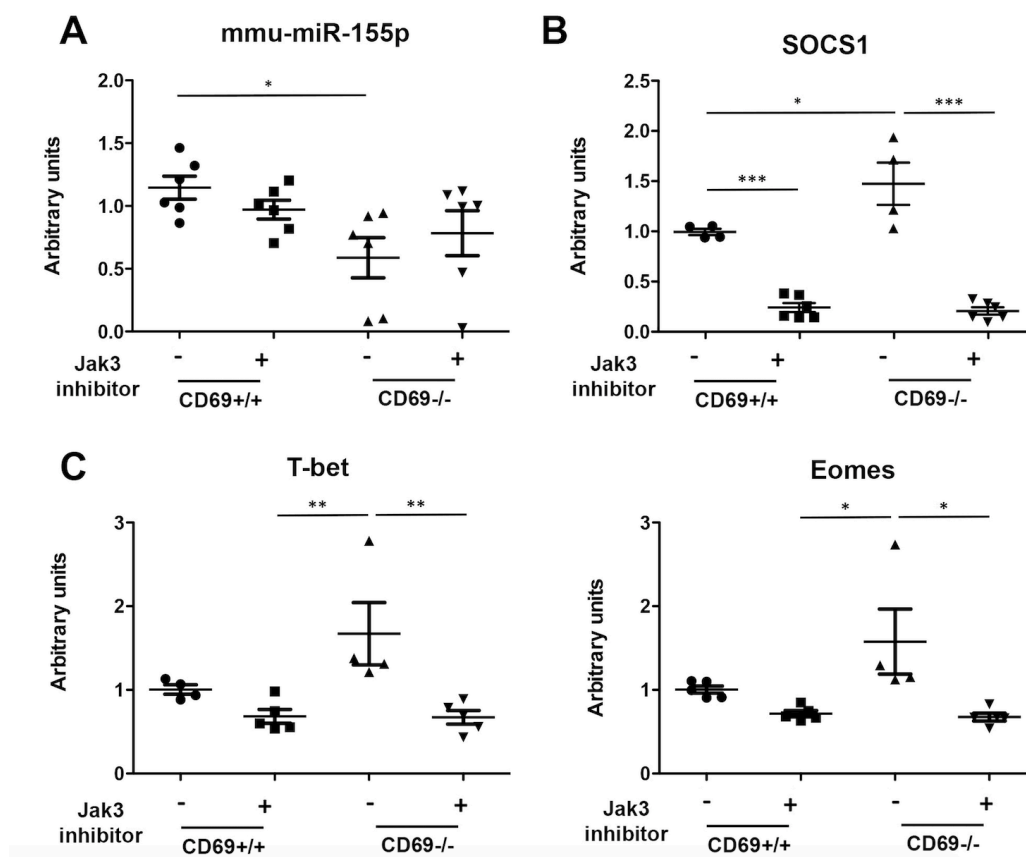 A
mmu-miR-155p
Arbitrary units
2.0
1.5
1.0
0.5
0.0
*
Jak3
inhibitor
- + - +
CD69+/+ CD69-/-
B
SOCS1
Arbitrary units
2.5
2.0
1.5
1.0
0.5
0.0
* ***
***
- + - +
Jak3
inhibitor
CD69+/+ CD69-/-
C
T-bet
Arbitrary units
3
2
1
0
** **
- + - +
Jak3
inhibitor
CD69+/+ CD69-/-
Eomes
Arbitrary units
3
2
1
0
* *
- + - +
Jak3
inhibitor
CD69+/+ CD69-/-